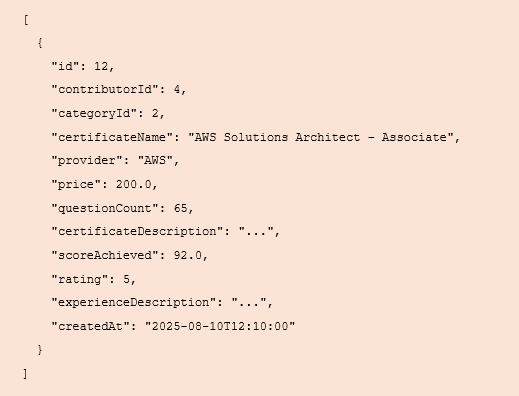 [
  {
    "id": 12,
    "contributorId": 4,
    "categoryId": 2,
    "certificateName": "AWS Solutions Architect – Associate",
    "provider": "AWS",
    "price": 200.0,
    "questionCount": 65,
    "certificateDescription": "...",
    "scoreAchieved": 92.0,
    "rating": 5,
    "experienceDescription": "...",
    "createdAt": "2025-08-10T12:10:00"
  }
]